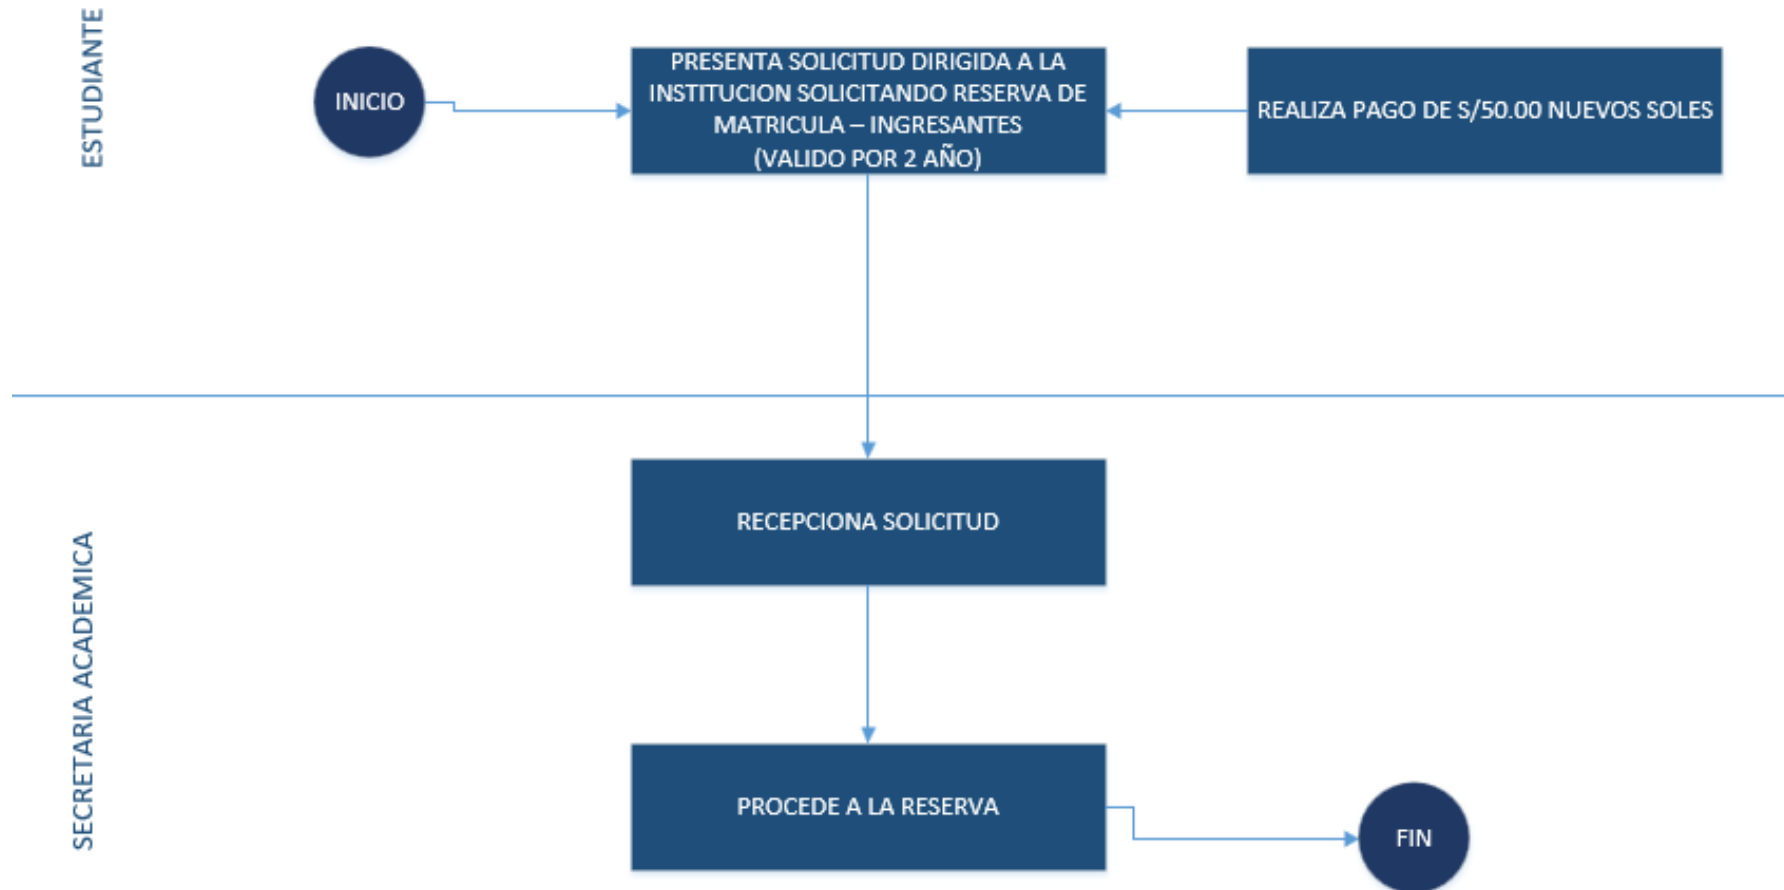 ESTUDIANTE
INICIO
PRESENTA SOLICITUD DIRIGIDA A LA
INSTITUCION SOLICITANDO RESERVA DE
MATRICULA – INGRESANTES
(VALIDO POR 2 AÑO)
REALIZA PAGO DE S/50.00 NUEVOS SOLES
SECRETARIA ACADEMICA
RECEPCIONA SOLICITUD
PROCEDE A LA RESERVA
FIN